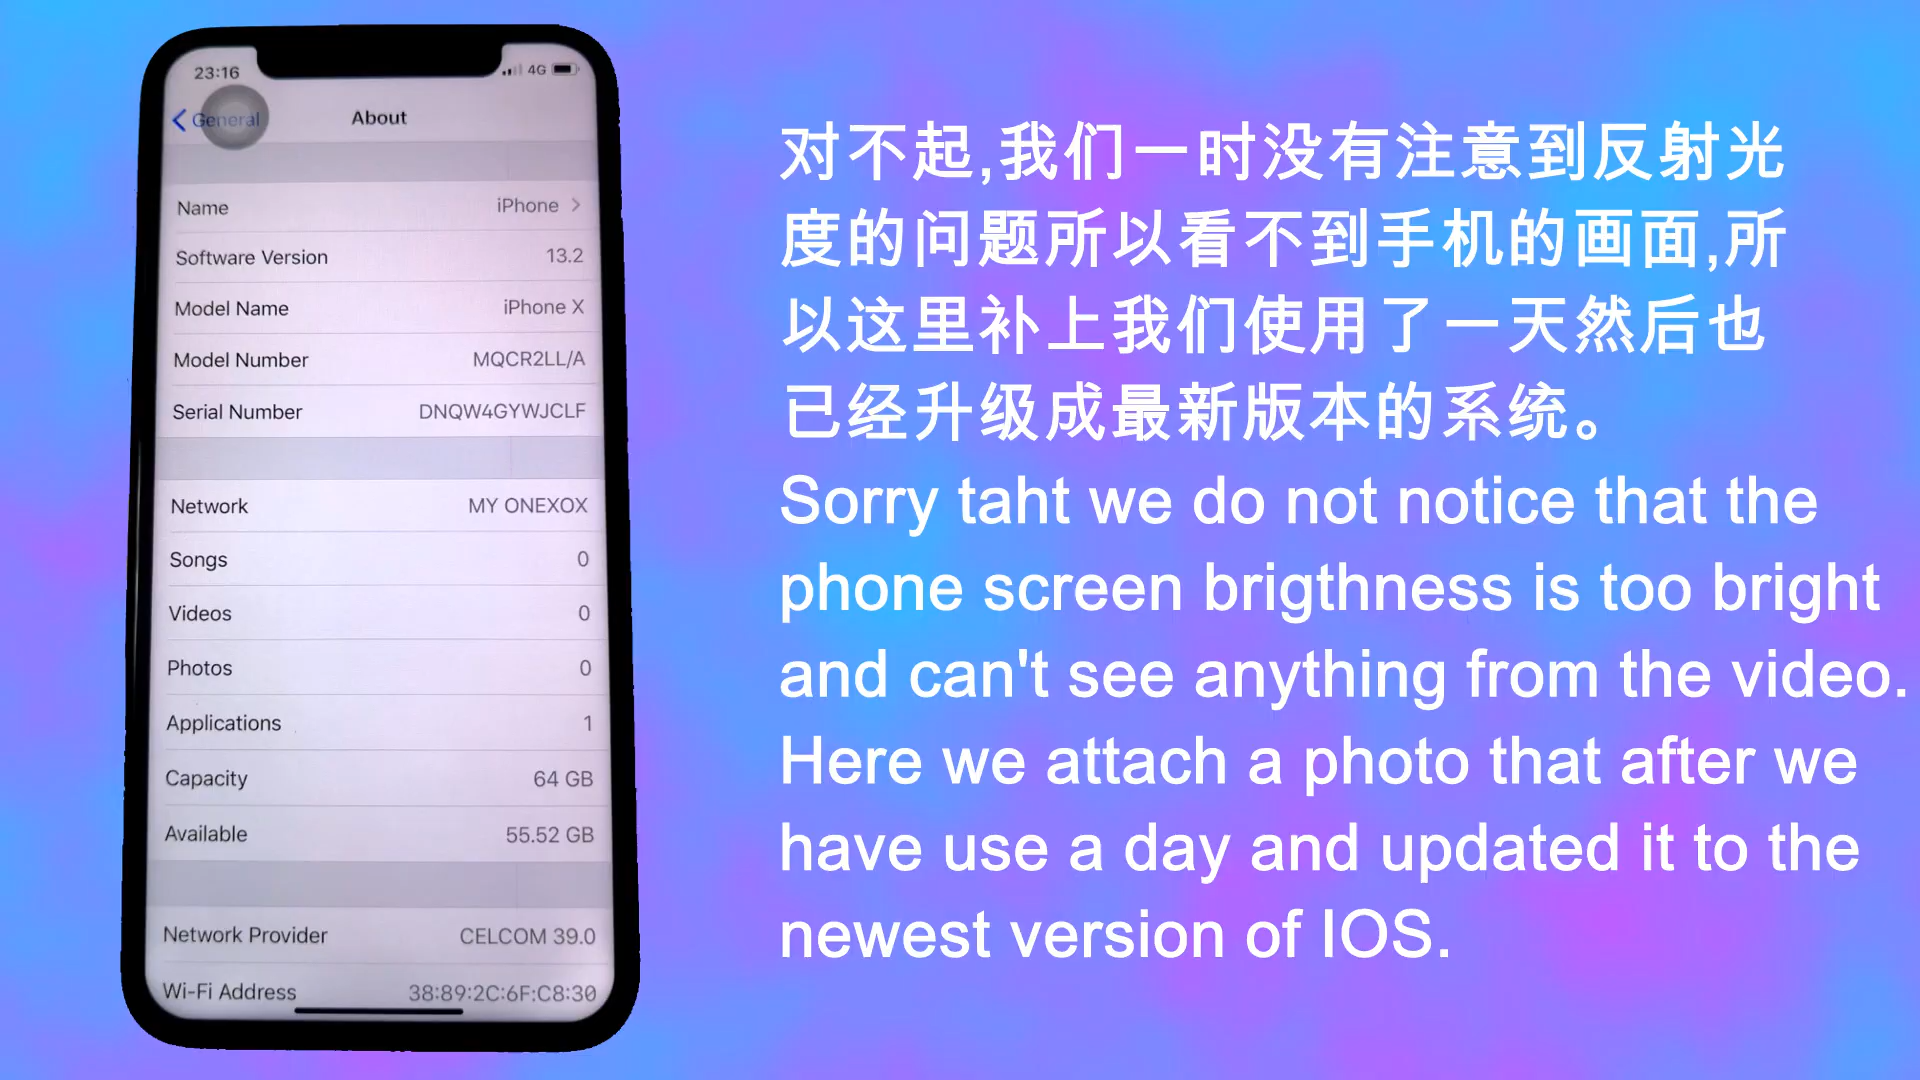 23:16
4G
General
About
Name iPhone
Software Version 13.2
Model Name iPhone X
Model Number MQCR2LL/A
Serial Number DNQW4GYWJCLF
Network MY ONEXOX
Songs 0
Videos 0
Photos 0
Applications 1
Capacity 64 GB
Available 55.52 GB
Network Provider CELCOM 39.0
Wi-Fi Address 38:89:2C:6F:C8:30
对不起,我们一时没有注意到反射光
度的问题所以看不到手机的画面,所
以这里补上我们使用了一天然后也
已经升级成最新版本的系统。
Sorry taht we do not notice that the
phone screen brigthness is too bright
and can't see anything from the video.
Here we attach a photo that after we
have use a day and updated it to the
newest version of IOS.